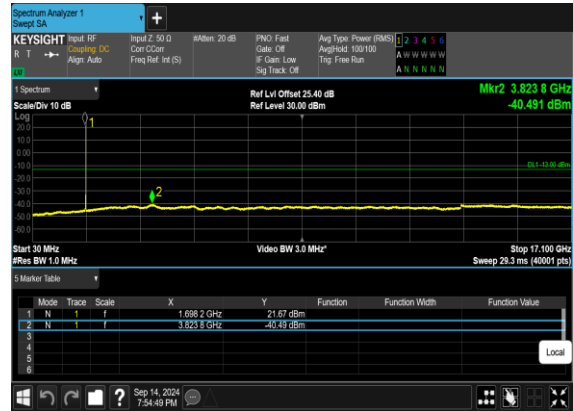 Spectrum Analyzer 1
Swept SA
KEYSIGHT
R T
Input: RF
Coupling: DC
Align: Auto
Input Z: 50 Ω
Corr CCorr
Freq Ref: Int (S)
#Atten: 20 dB
PNO: Fast
Gate: Off
IF Gain: Low
Sig Track: Off
Avg Type: Power (RMS)
Avg|Hold: 100/100
Trig: Free Run
1 2 3 4 5 6
A W W W W W
A N N N N N
LW
1 Spectrum
Scale/Div 10 dB
Ref Lvl Offset 25.40 dB
Ref Level 30.00 dBm
Mkr2 3.823 8 GHz
-40.491 dBm
Log
1
20.0
10.0
0.00
-10.0
DL1 -13.00 dBm
-20.0
-30.0
2
-40.0
-50.0
-60.0
Start 30 MHz
#Res BW 1.0 MHz
Video BW 3.0 MHz*
Stop 17.100 GHz
Sweep 29.3 ms (40001 pts)
5 Marker Table
Mode Trace Scale X Y Function Function Width Function Value
1 N 1 f 1.698 2 GHz 21.67 dBm
2 N 1 f 3.823 8 GHz -40.49 dBm
3
4
5
6
Local
?
Sep 14, 2024
7:54:49 PM